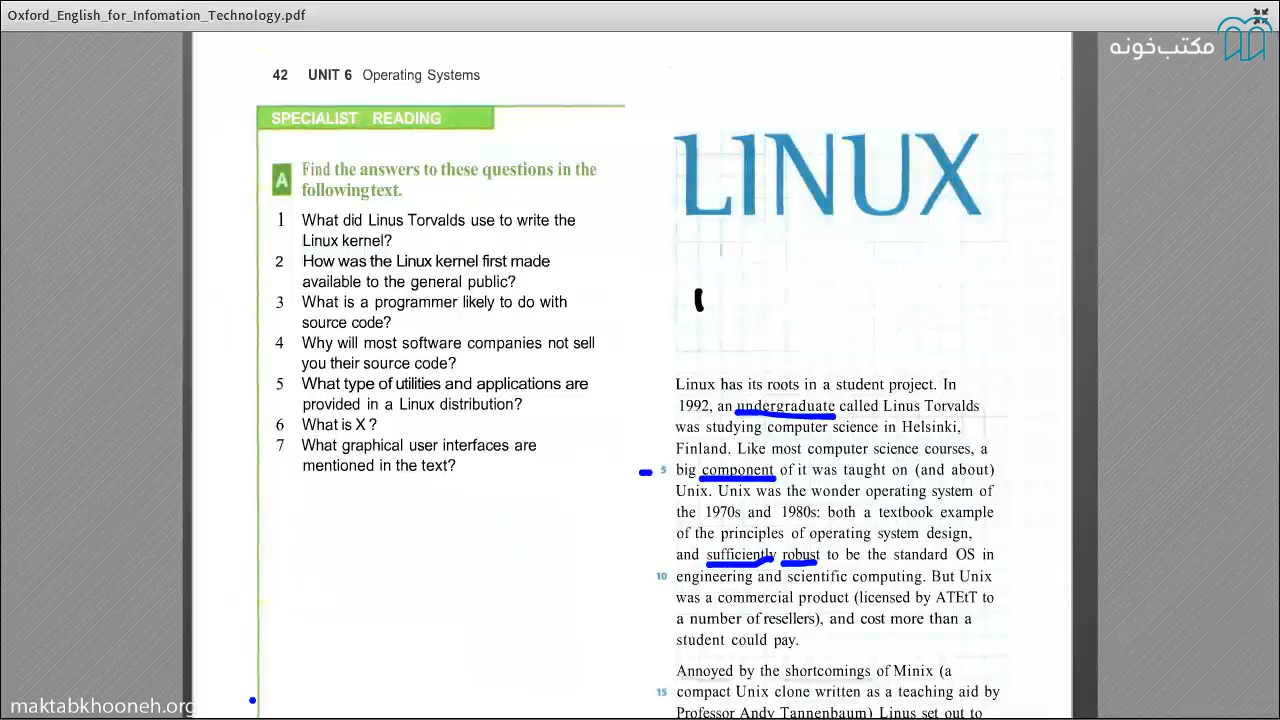 Oxford_English_for_Infomation_Technology.pdf
مکتب‌خونه
42 UNIT 6 Operating Systems
SPECIALIST READING
A Find the answers to these questions in the
following text.
1 What did Linus Torvalds use to write the
Linux kernel?
2 How was the Linux kernel first made
available to the general public?
3 What is a programmer likely to do with
source code?
4 Why will most software companies not sell
you their source code?
5 What type of utilities and applications are
provided in a Linux distribution?
6 What is X ?
7 What graphical user interfaces are
mentioned in the text?
LINUX
Linux has its roots in a student project. In
1992, an undergraduate called Linus Torvalds
was studying computer science in Helsinki,
Finland. Like most computer science courses, a
5 big component of it was taught on (and about)
Unix. Unix was the wonder operating system of
the 1970s and 1980s: both a textbook example
of the principles of operating system design,
and sufficiently robust to be the standard OS in
10 engineering and scientific computing. But Unix
was a commercial product (licensed by ATEtT to
a number of resellers), and cost more than a
student could pay.
Annoyed by the shortcomings of Minix (a
15 compact Unix clone written as a teaching aid by
Professor Andy Tannenbaum) Linus set out to
maktabkhooneh.org